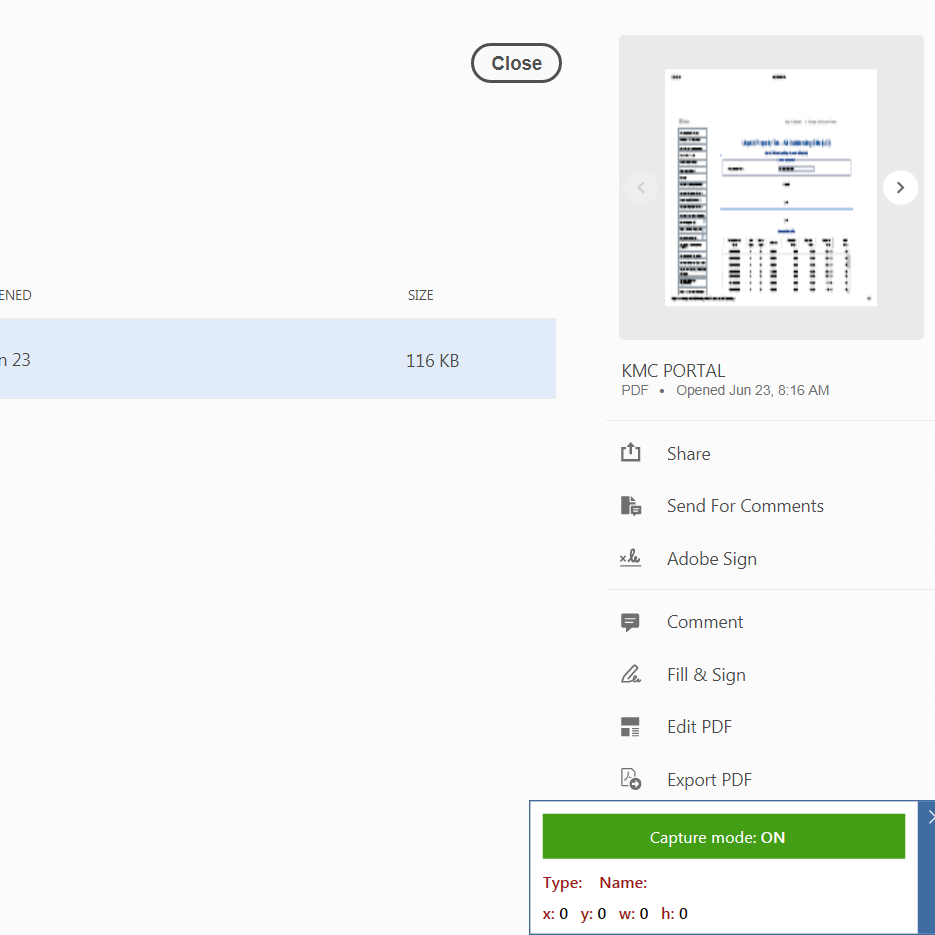 Close
ENED
SIZE
n 23
116 KB
KMC PORTAL
PDF • Opened Jun 23, 8:16 AM
Share
Send For Comments
Adobe Sign
Comment
Fill & Sign
Edit PDF
Export PDF
Capture mode: ON
Type: Name:
x: 0 y: 0 w: 0 h: 0